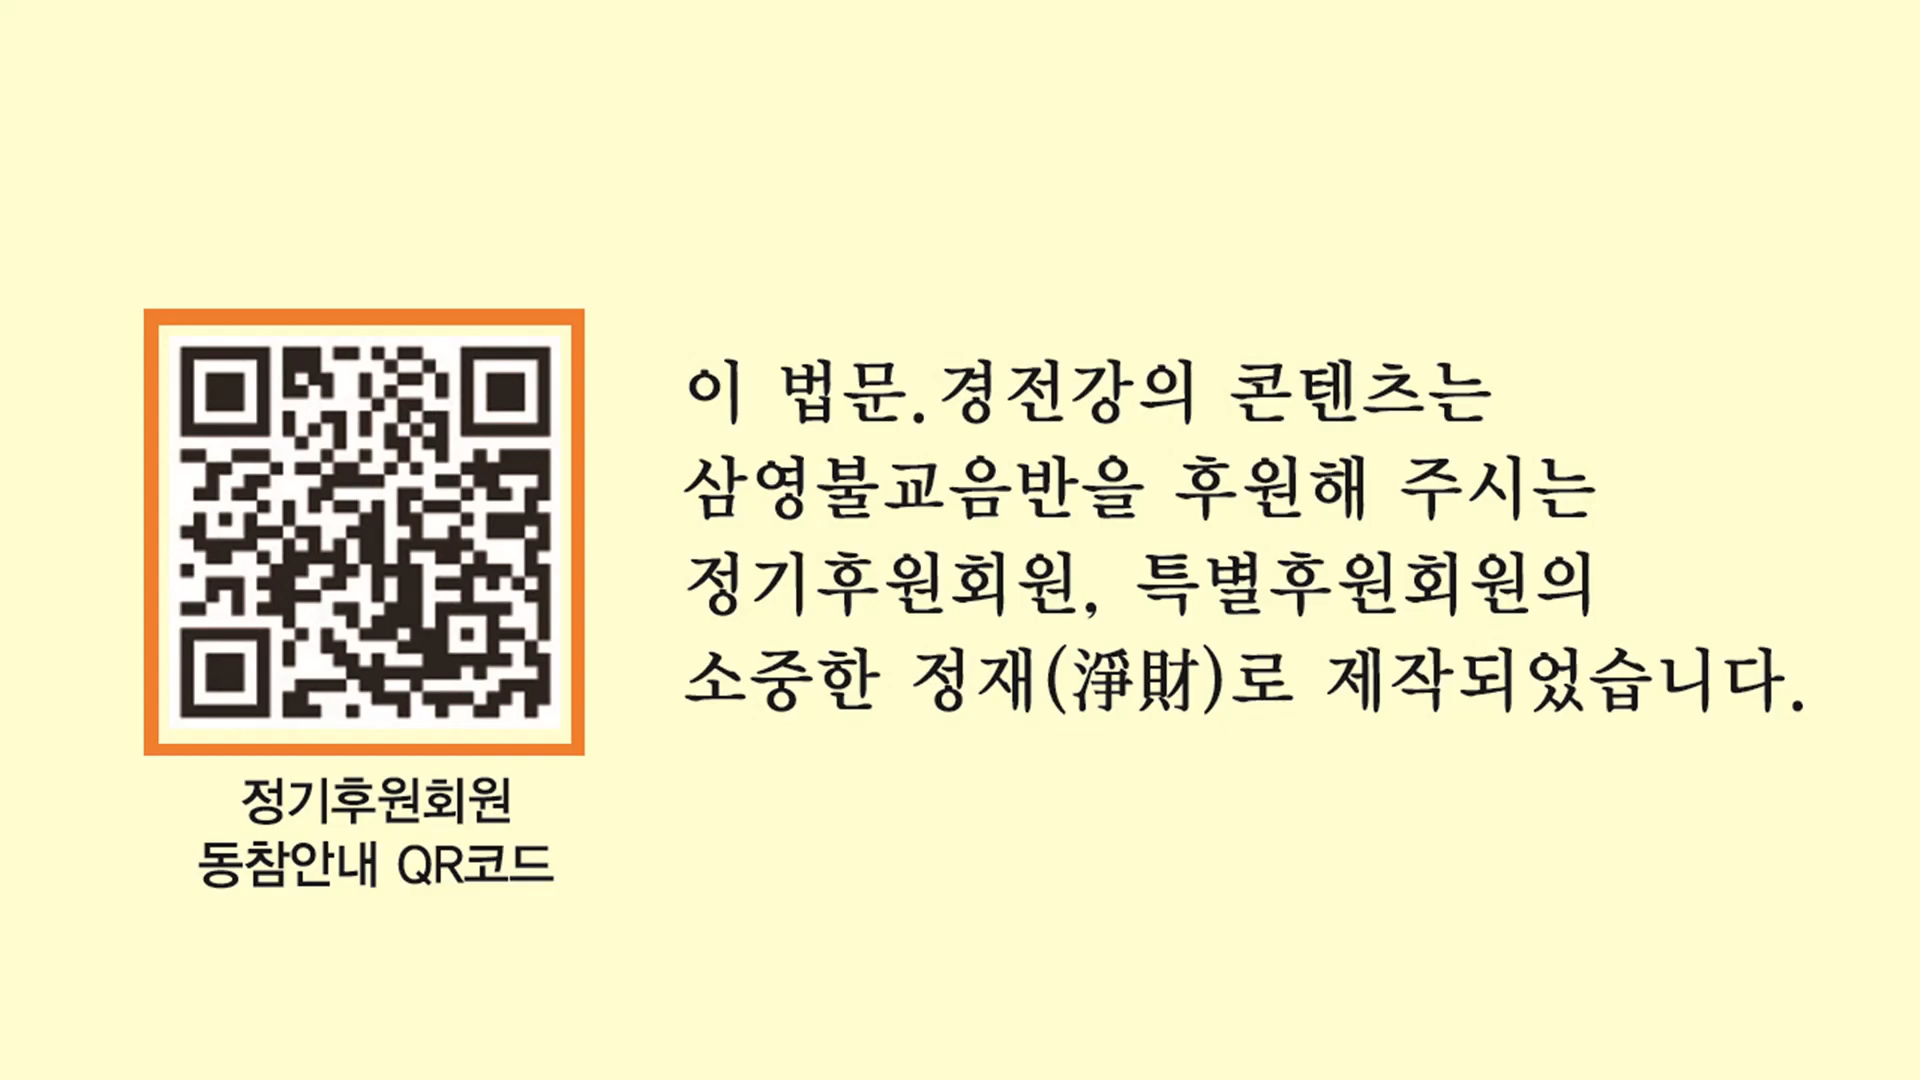 이 법문.경전강의 콘텐츠는
삼영불교음반을 후원해 주시는
정기후원회원, 특별후원회원의
소중한 정재(淨財)로 제작되었습니다.
정기후원회원
동참안내 QR코드